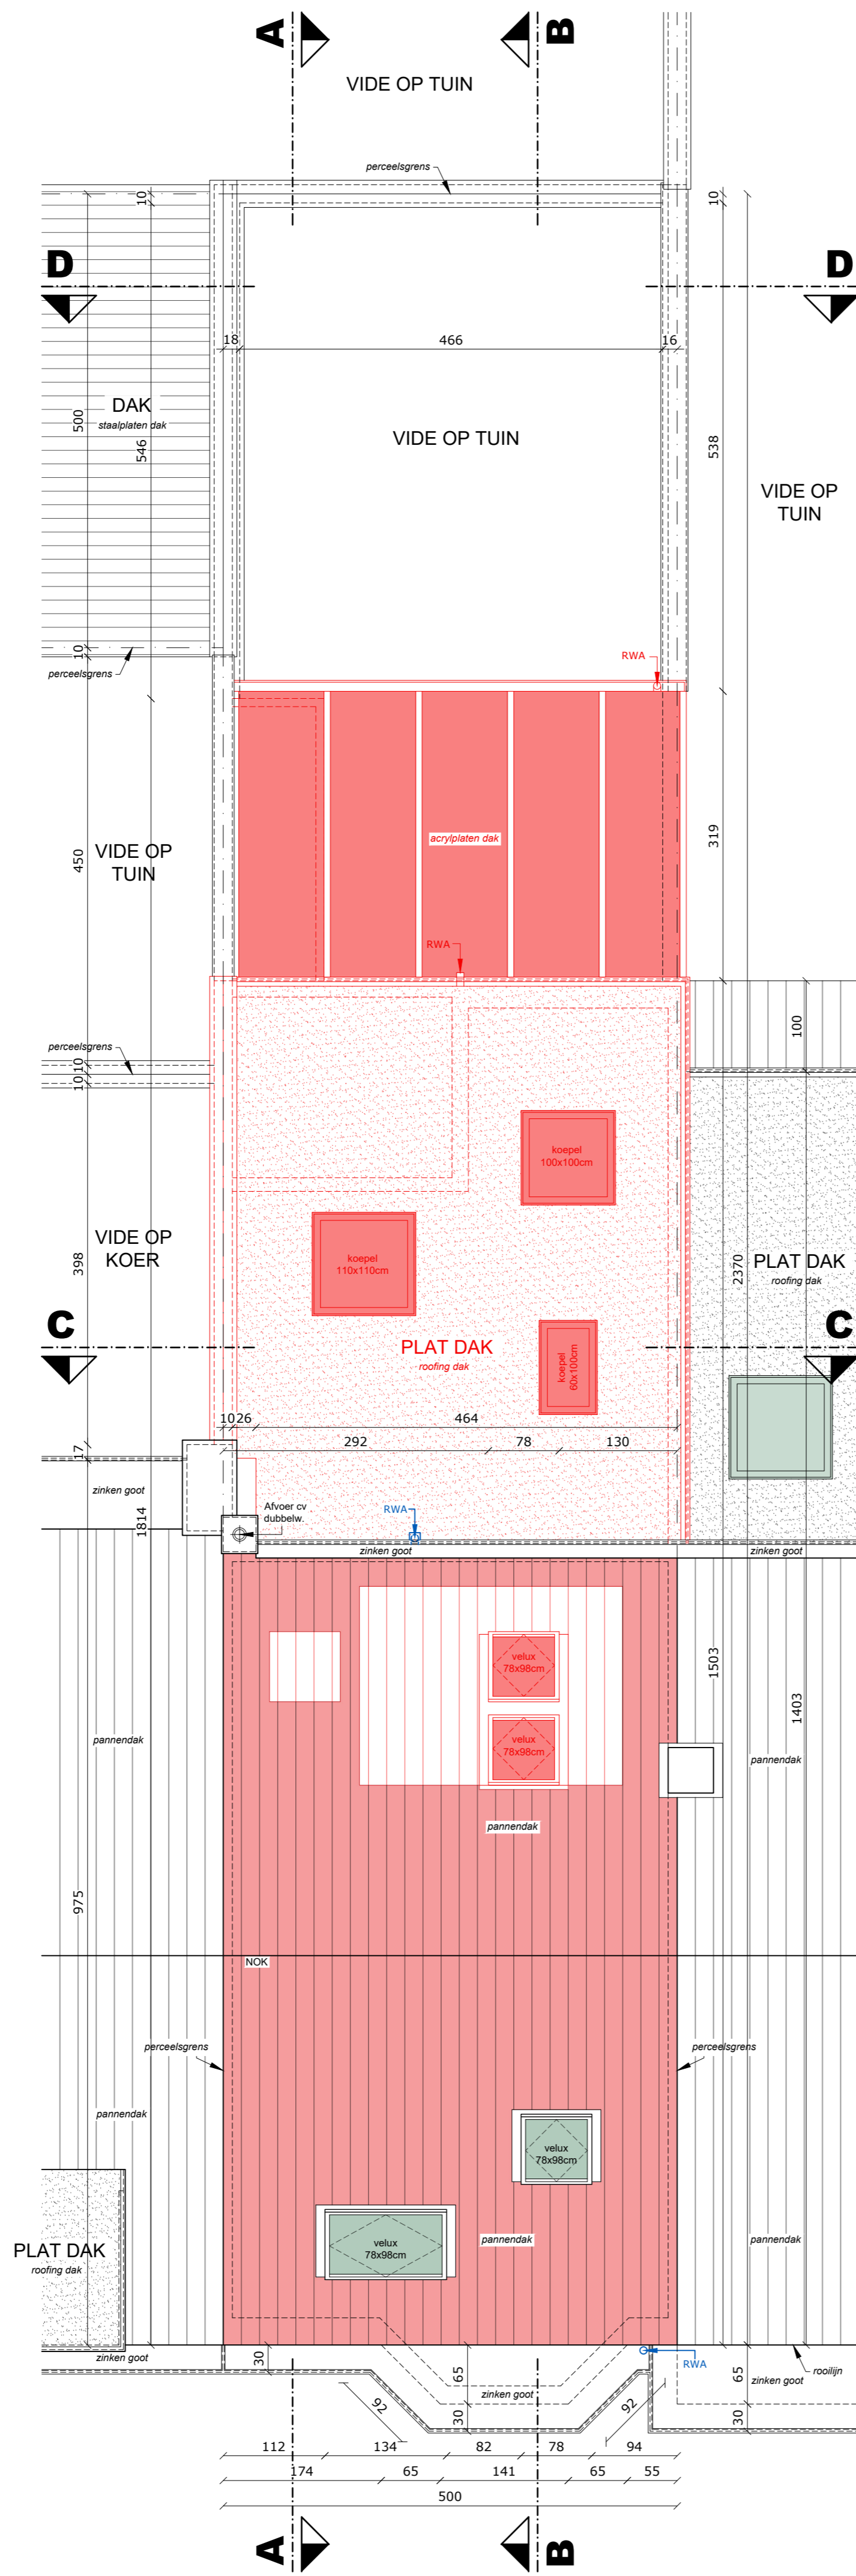 A
B
VIDE OP TUIN
perceelsgrens
10
10
D
D
18
466
16
DAK
staalplaten dak
500
546
VIDE OP TUIN
538
VIDE OP
TUIN
10
perceelsgrens
RWA
VIDE OP
TUIN
450
acrylplaten dak
319
RWA
100
perceelsgrens
10
10
koepel
100x100cm
VIDE OP
KOER
398
koepel
110x110cm
2370
PLAT DAK
roofing dak
C
C
PLAT DAK
roofing dak
koepel
60x100cm
10
26
464
292
78
130
17
zinken goot
1814
Afvoer cv
dubbelw.
RWA
zinken goot
zinken goot
velux
78x98cm
1503
1403
pannendak
velux
78x98cm
pannendak
pannendak
975
NOK
perceelsgrens
perceelsgrens
pannendak
velux
78x98cm
PLAT DAK
roofing dak
velux
78x98cm
pannendak
pannendak
zinken goot
30
65
RWA
65
rooilijn
zinken goot
zinken goot
92
92
30
30
112
134
82
78
94
174
65
141
65
55
500
A
B